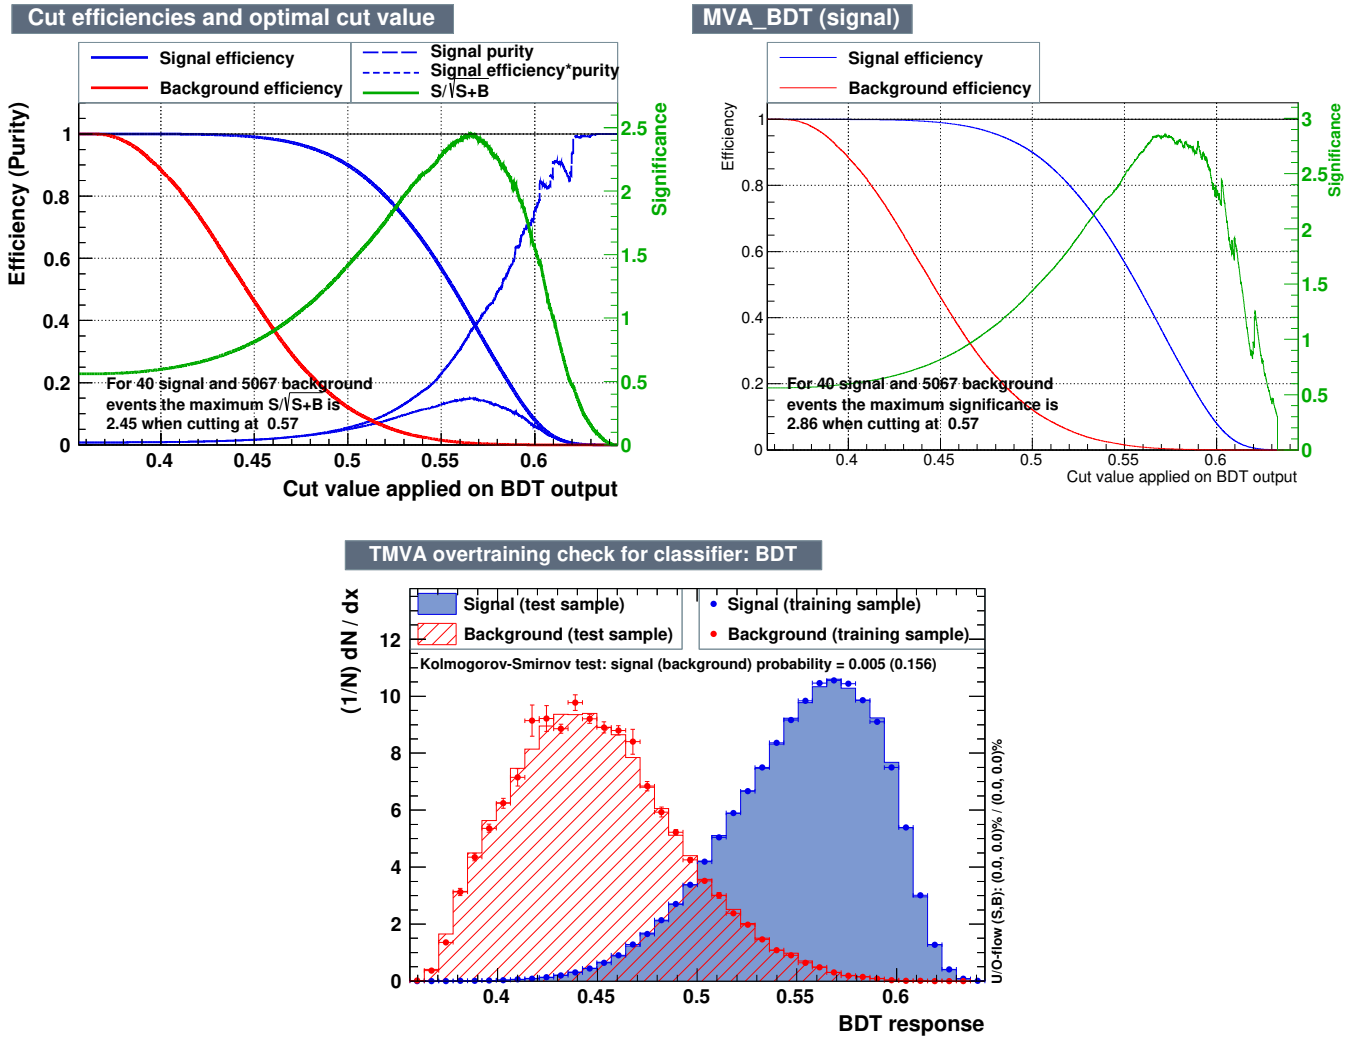 Cut efficiencies and optimal cut value
Signal efficiency
Background efficiency
Signal purity
Signal efficiency*purity
S/√S+B
Efficiency (Purity)
1
0.8
0.6
0.4
0.2
0
For 40 signal and 5067 background
events the maximum S/√S+B is
2.45 when cutting at 0.57
0.4 0.45 0.5 0.55 0.6
Cut value applied on BDT output
2.5
2
1.5
1
0.5
0
Significance
MVA_BDT (signal)
Signal efficiency
Background efficiency
Efficiency
1
0.8
0.6
0.4
0.2
0
For 40 signal and 5067 background
events the maximum significance is
2.86 when cutting at 0.57
0.4 0.45 0.5 0.55 0.6
Cut value applied on BDT output
3
2.5
2
1.5
1
0.5
0
Significance
TMVA overtraining check for classifier: BDT
Signal (test sample)
Background (test sample)
Signal (training sample)
Background (training sample)
Kolmogorov-Smirnov test: signal (background) probability = 0.005 (0.156)
(1/N) dN / dx
12
10
8
6
4
2
0
0.4 0.45 0.5 0.55 0.6
BDT response
U/O-flow (S,B): (0.0, 0.0)% / (0.0, 0.0)%